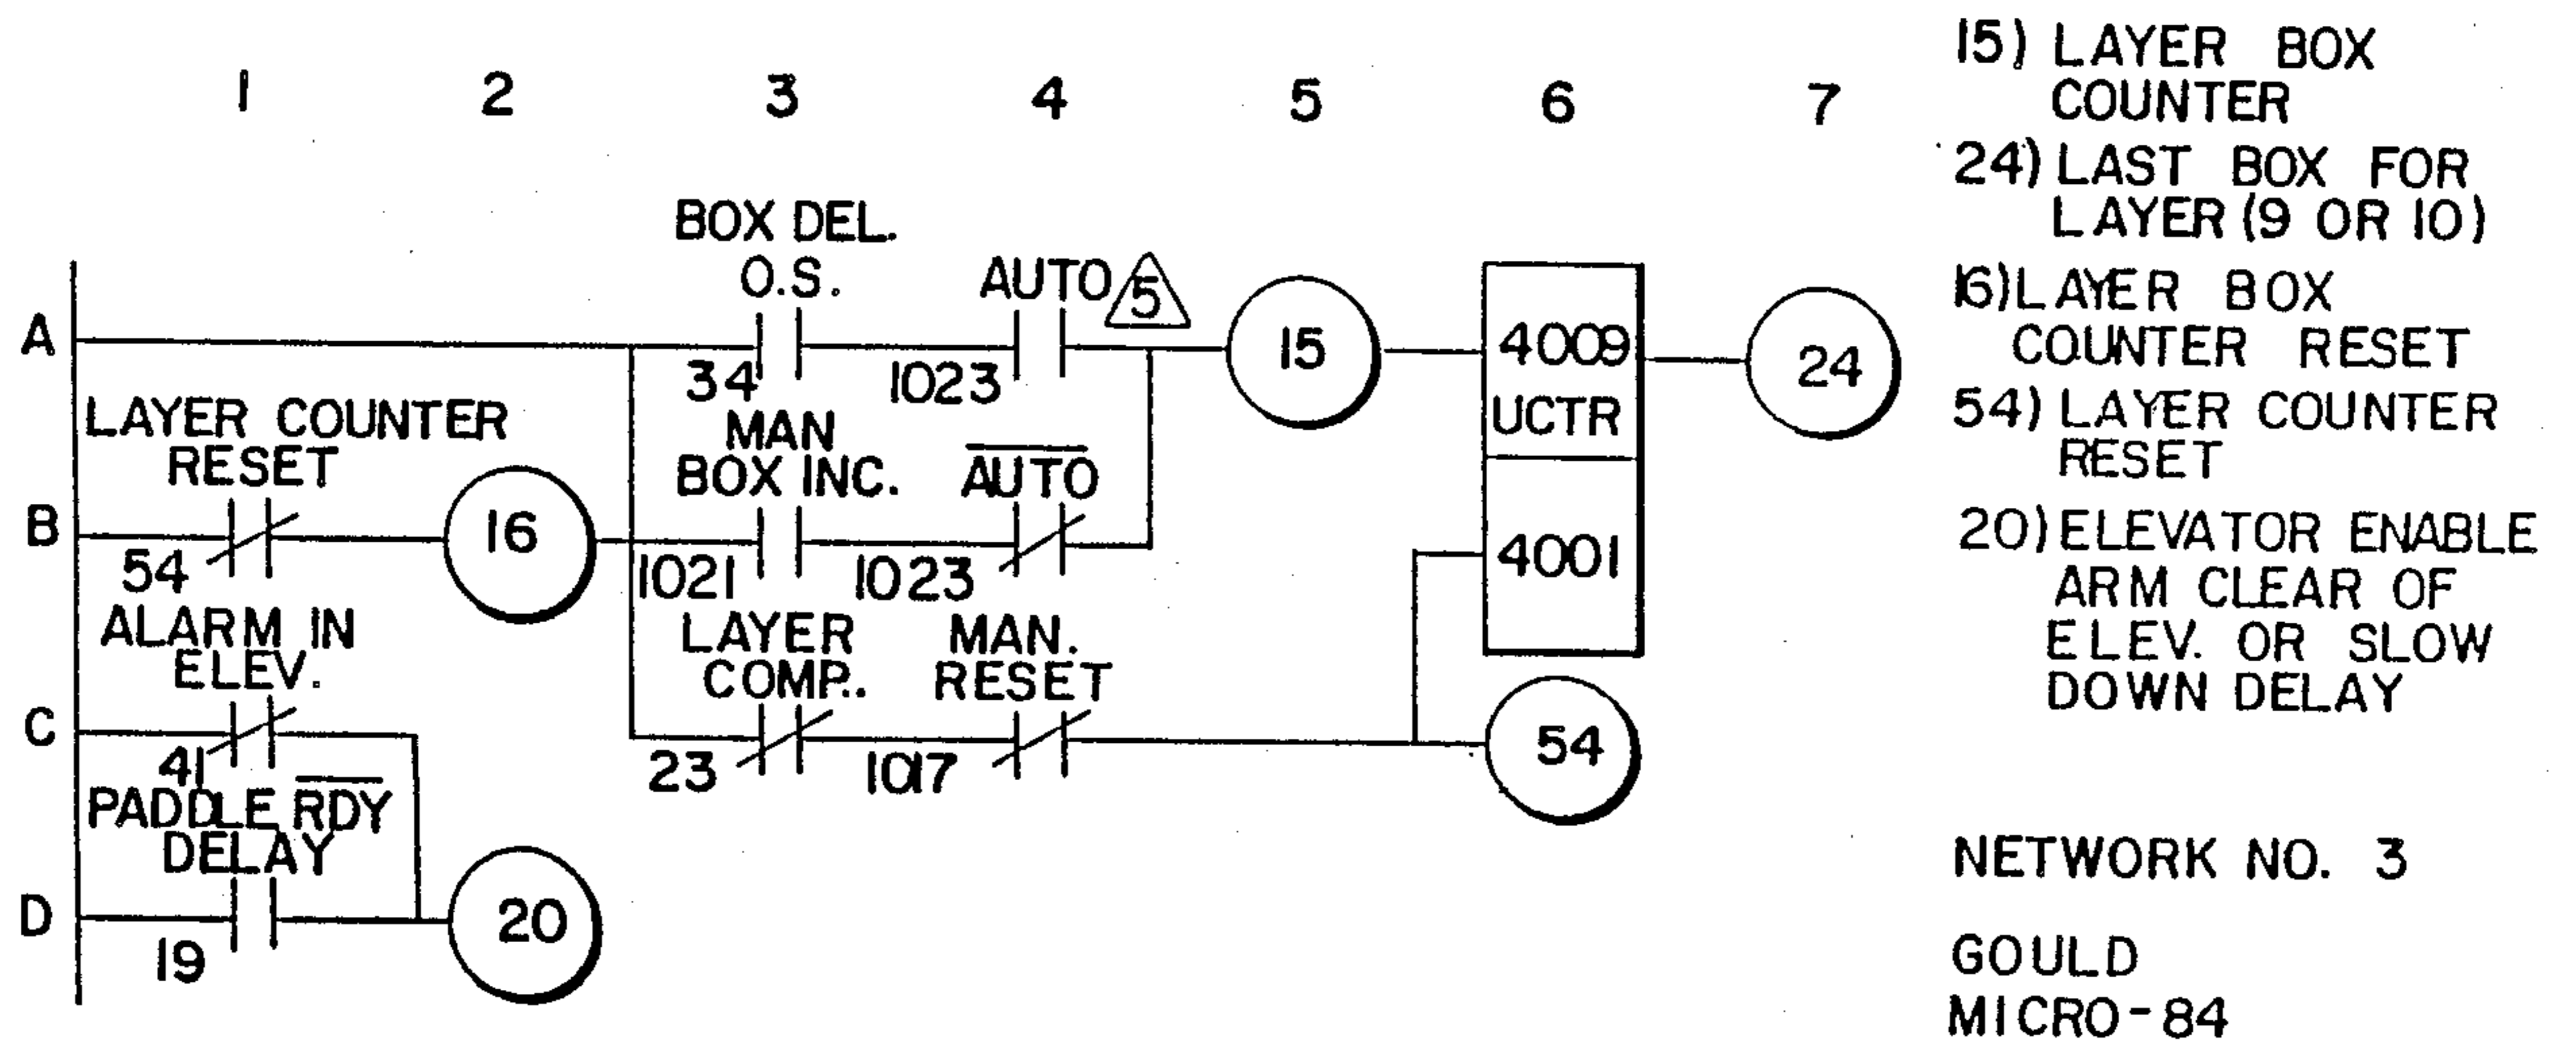 1 2 3 4 5 6 7
BOX DEL.
O.S.
AUTO 5
A
34
1023
15
4009
UCTR
24
LAYER COUNTER
RESET
MAN
BOX INC.
AUTO
B
54
16
1021
1023
4001
ALARM IN
ELEV.
LAYER
COMP..
MAN.
RESET
C
41
23
1017
54
PADDLE RDY
DELAY
D
19
20
15) LAYER BOX
COUNTER
24) LAST BOX FOR
LAYER (9 OR 10)
16) LAYER BOX
COUNTER RESET
54) LAYER COUNTER
RESET
20) ELEVATOR ENABLE
ARM CLEAR OF
ELEV. OR SLOW
DOWN DELAY
NETWORK NO. 3
GOULD
MICRO-84